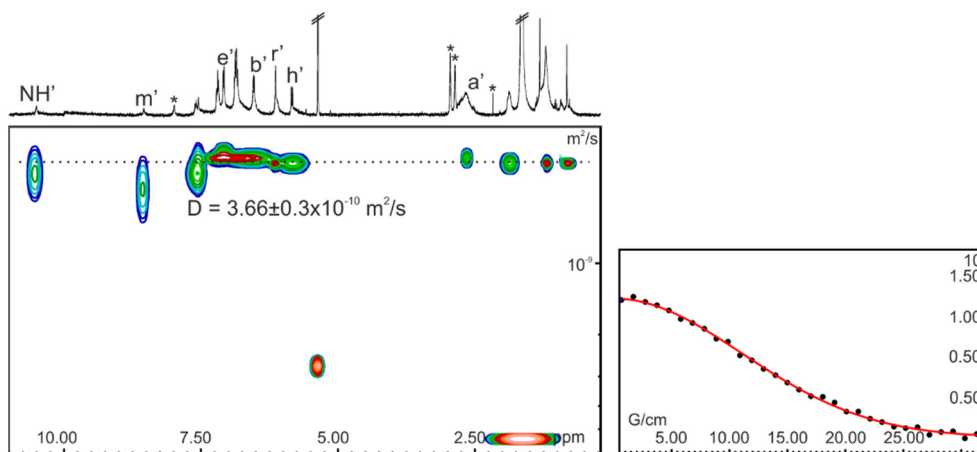 NH' m' * e' b' r' h' * * a' *
m²/s
D = 3.66±0.3x10⁻¹⁰ m²/s
10⁻⁹
10.00 7.50 5.00 2.50 ppm
10
1.50
1.00
0.50
0.50
G/cm
5.00 10.00 15.00 20.00 25.00